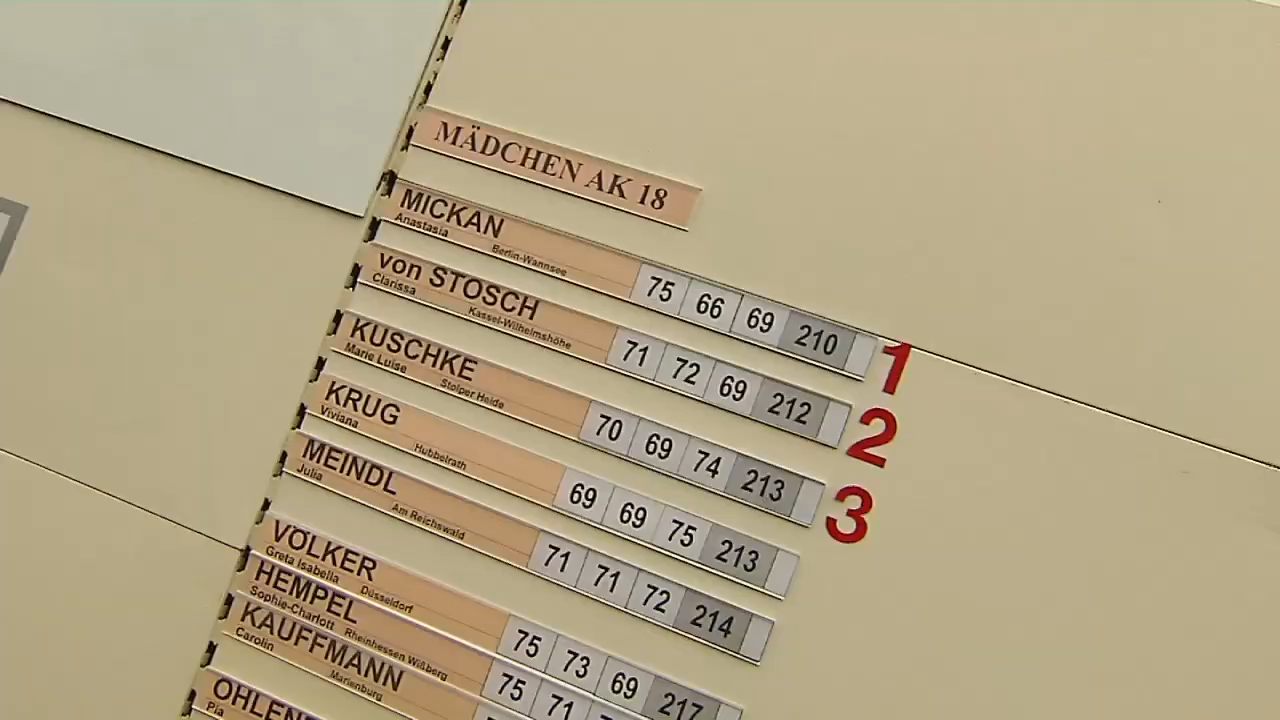 MÄDCHEN AK 18
MICKAN
Anastasia Berlin-Wannsee 75 66 69 210 1
von STOSCH
Clarissa Kassel-Wilhelmshöhe 71 72 69 212 2
KUSCHKE
Marie Luise Stolper Heide 70 69 74 213 3
KRUG
Viviana Hubbelrath 69 69 75 213
MEINDL
Julia Am Reichswald 71 71 72 214
VÖLKER
Greta Isabella Düsseldorf 75 73 69 217
HEMPEL
Sophie-Charlott Rheinhessen Wißberg 75 71
KAUFFMANN
Carolin Marienburg
Pia